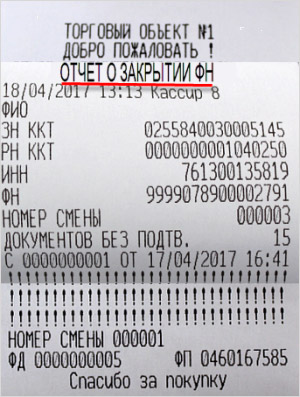 ТОРГОВЫЙ ОБЪЕКТ №1
ДОБРО ПОЖАЛОВАТЬ !
ОТЧЕТ О ЗАКРЫТИИ ФН
18/04/2017 13:13 Кассир 8
ФИО
ЗН ККТ 0255840030005145
РН ККТ 0000000001040250
ИНН 761300135819
ФН 9999078900002791
НОМЕР СМЕНЫ 000003
ДОКУМЕНТОВ БЕЗ ПОДТВ. 15
С 0000000001 ОТ 17/04/2017 16:41
!!!!!!!!!!!!!!!!!!!!!!!!!!!!!!!!
!!!!!!!!!!!!!!!!!!!!!!!!!!!!!!!!
!!!!!!!!!!!!!!!!!!!!!!!!!!!!!!!!
НОМЕР СМЕНЫ 000001
ФД 0000000005 ФП 0460167585
Спасибо за покупку